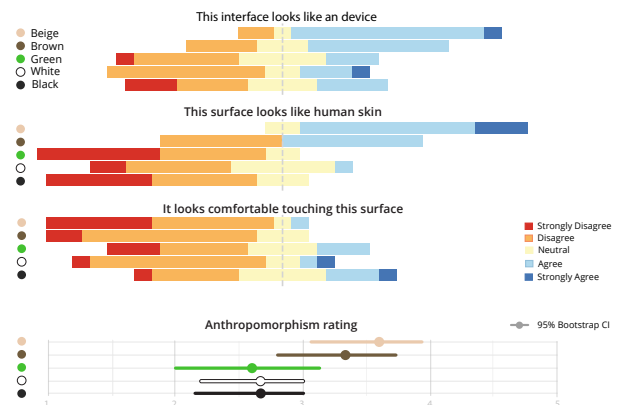 This interface looks like an device
Beige
Brown
Green
White
Black
This surface looks like human skin
It looks comfortable touching this surface
Strongly Disagree
Disagree
Neutral
Agree
Strongly Agree
Anthropomorphism rating
95% Bootstrap CI